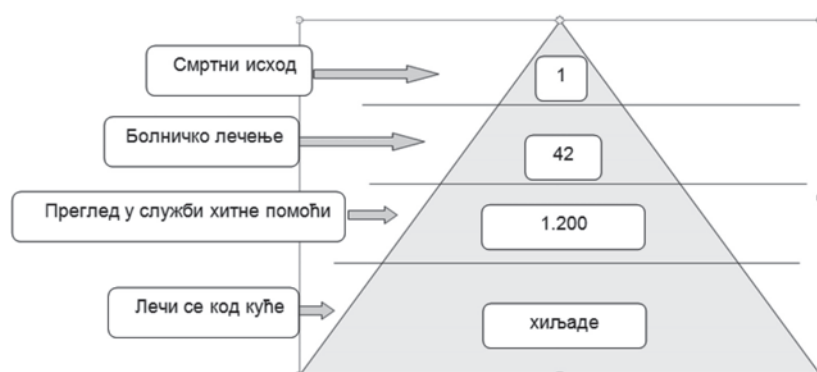 Смртни исход
1
Болничко лечење
42
Преглед у служби хитне помоћи
1.200
Лечи се код куће
хиљаде